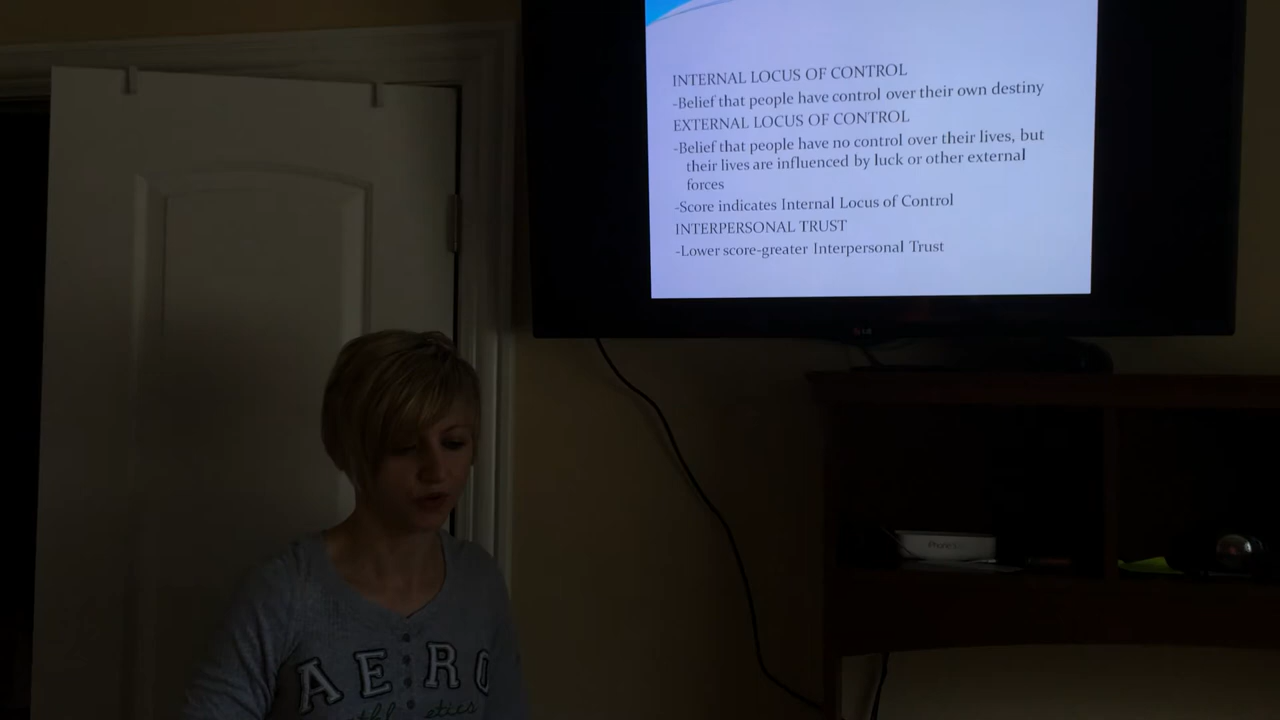 INTERNAL LOCUS OF CONTROL
-Belief that people have control over their own destiny
EXTERNAL LOCUS OF CONTROL
-Belief that people have no control over their lives, but
their lives are influenced by luck or other external
forces
-Score indicates Internal Locus of Control
INTERPERSONAL TRUST
-Lower score-greater Interpersonal Trust
LG
AERO